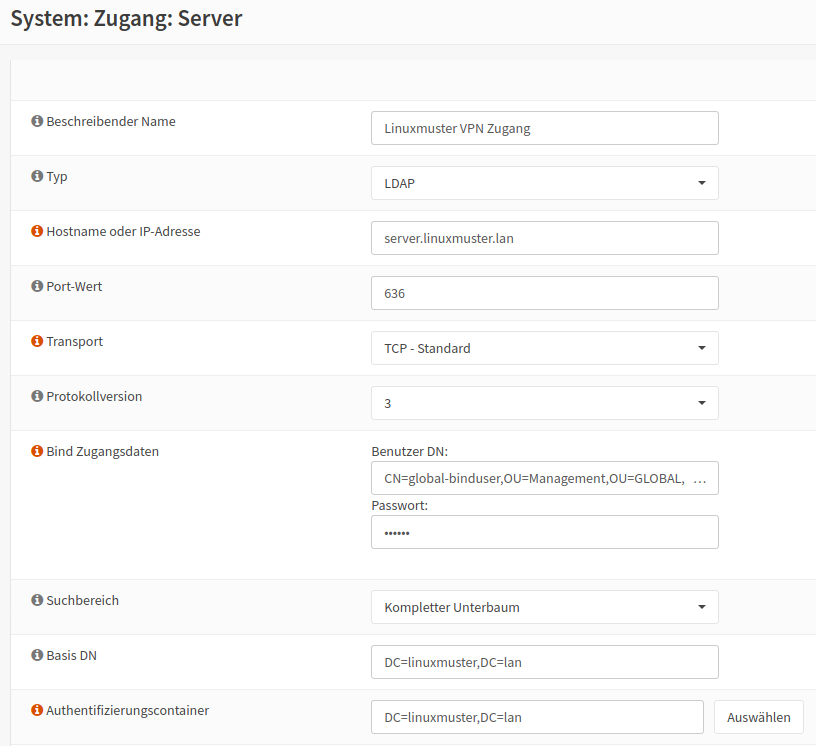 System: Zugang: Server
Beschreibender Name
Linuxmuster VPN Zugang
Typ
LDAP
Hostname oder IP-Adresse
server.linuxmuster.lan
Port-Wert
636
Transport
TCP - Standard
Protokollversion
3
Bind Zugangsdaten
Benutzer DN:
CN=global-binduser,OU=Management,OU=GLOBAL, ...
Passwort:
••••••
Suchbereich
Kompletter Unterbaum
Basis DN
DC=linuxmuster,DC=lan
Authentifizierungscontainer
DC=linuxmuster,DC=lan
Auswählen